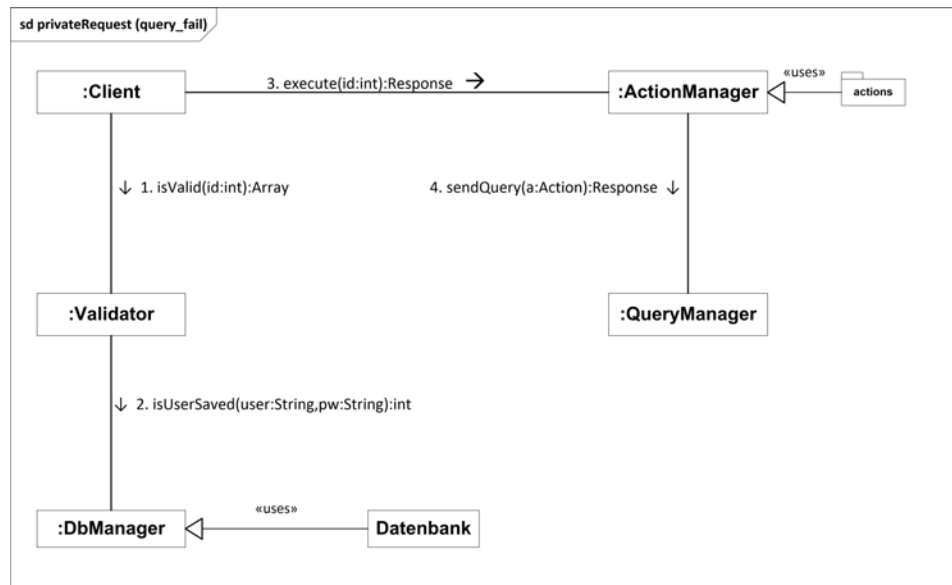 sd privateRequest (query_fail)
:Client
3. execute(id:int):Response →
:ActionManager
«uses»
actions
↓ 1. isValid(id:int):Array
4. sendQuery(a:Action):Response ↓
:Validator
:QueryManager
↓ 2. isUserSaved(user:String,pw:String):int
:DbManager
«uses»
Datenbank